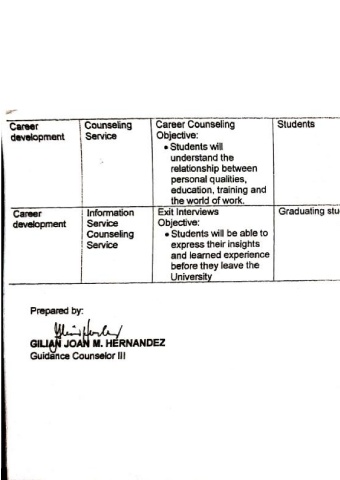 Career development
Counseling Service
Career Counseling
Objective:
• Students will
understand the
relationship between
personal qualities,
education, training and
the world of work.
Students
Career development
Information Service
Counseling Service
Exit Interviews
Objective:
• Students will be able to
express their insights
and learned experience
before they leave the
University
Graduating stu
Prepared by:
GILIAN JOAN M. HERNANDEZ
Guidance Counselor III